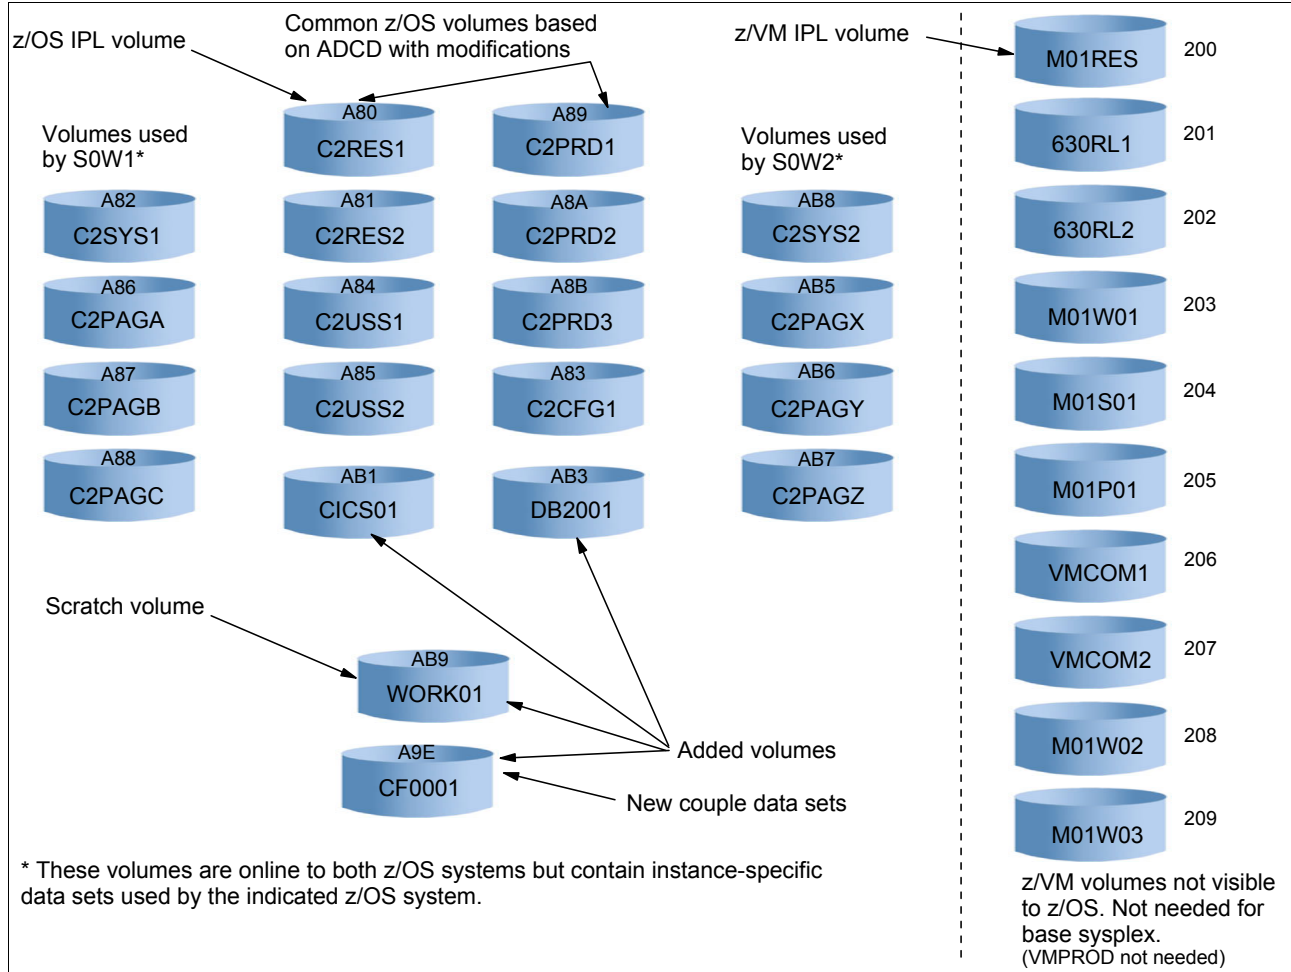 z/OS IPL volume
Common z/OS volumes based
on ADCD with modifications
z/VM IPL volume
Volumes used
by S0W1*
A80
C2RES1
A89
C2PRD1
Volumes used
by S0W2*
A82
C2SYS1
A81
C2RES2
A8A
C2PRD2
AB8
C2SYS2
A86
C2PAGA
A84
C2USS1
A8B
C2PRD3
AB5
C2PAGX
A87
C2PAGB
A85
C2USS2
A83
C2CFG1
AB6
C2PAGY
A88
C2PAGC
AB1
CICS01
AB3
DB2001
AB7
C2PAGZ
Scratch volume
AB9
WORK01
A9E
CF0001
Added volumes
New couple data sets
* These volumes are online to both z/OS systems but contain instance-specific
data sets used by the indicated z/OS system.
M01RES
200
630RL1
201
630RL2
202
M01W01
203
M01S01
204
M01P01
205
VMCOM1
206
VMCOM2
207
M01W02
208
M01W03
209
z/VM volumes not visible
to z/OS. Not needed for
base sysplex.
(VMPROD not needed)